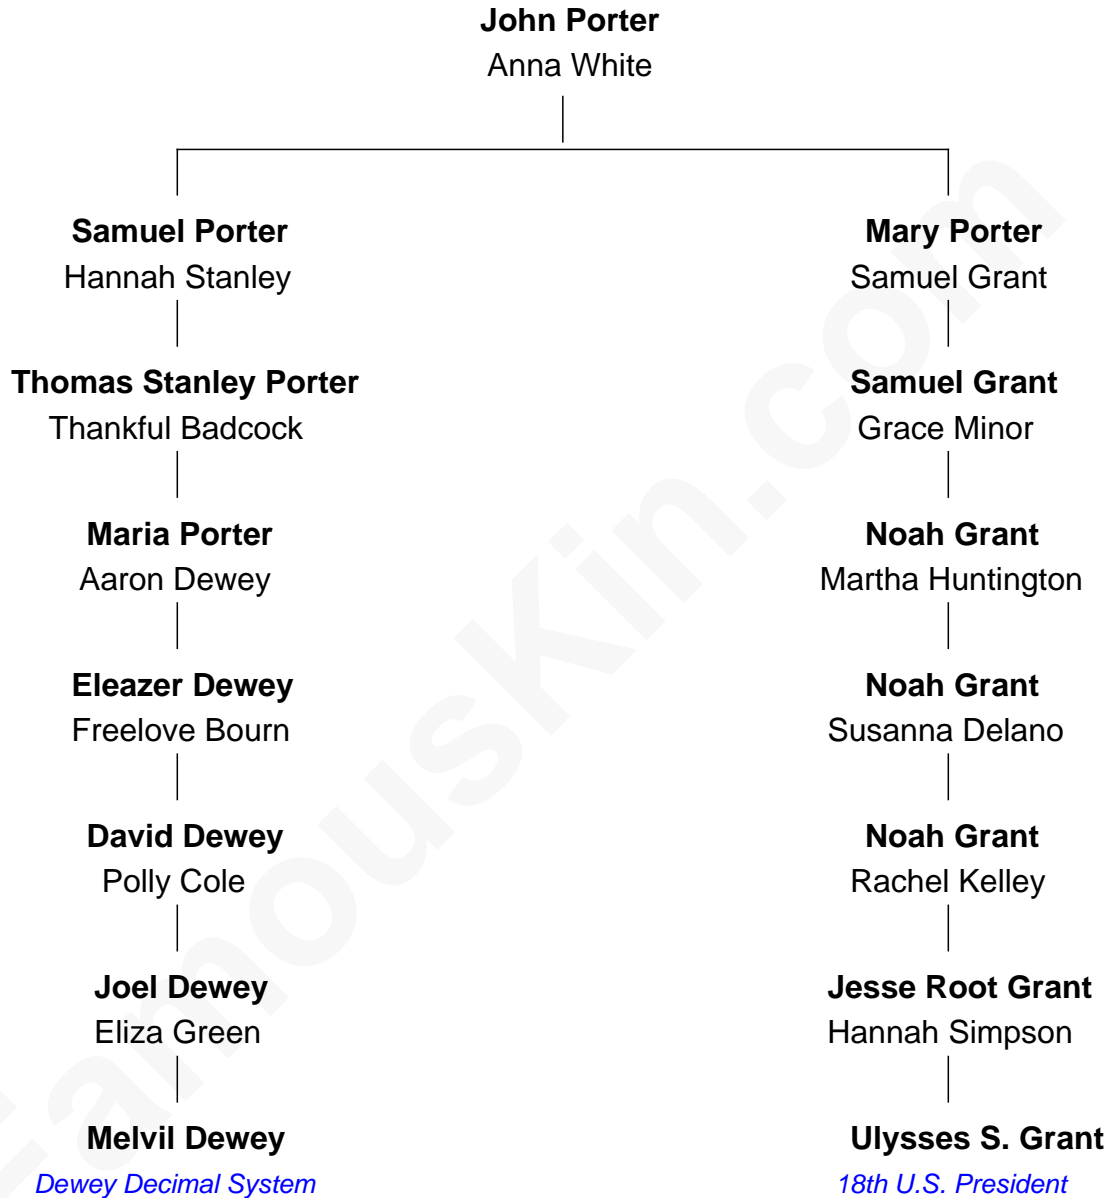 John Porter
Anna White
Samuel Porter
Hannah Stanley
Mary Porter
Samuel Grant
Thomas Stanley Porter
Thankful Badcock
Samuel Grant
Grace Minor
Maria Porter
Aaron Dewey
Noah Grant
Martha Huntington
Eleazer Dewey
Freelove Bourn
Noah Grant
Susanna Delano
David Dewey
Polly Cole
Noah Grant
Rachel Kelley
Joel Dewey
Eliza Green
Jesse Root Grant
Hannah Simpson
Melvil Dewey
Dewey Decimal System
Ulysses S. Grant
18th U.S. President
FamousKin.com